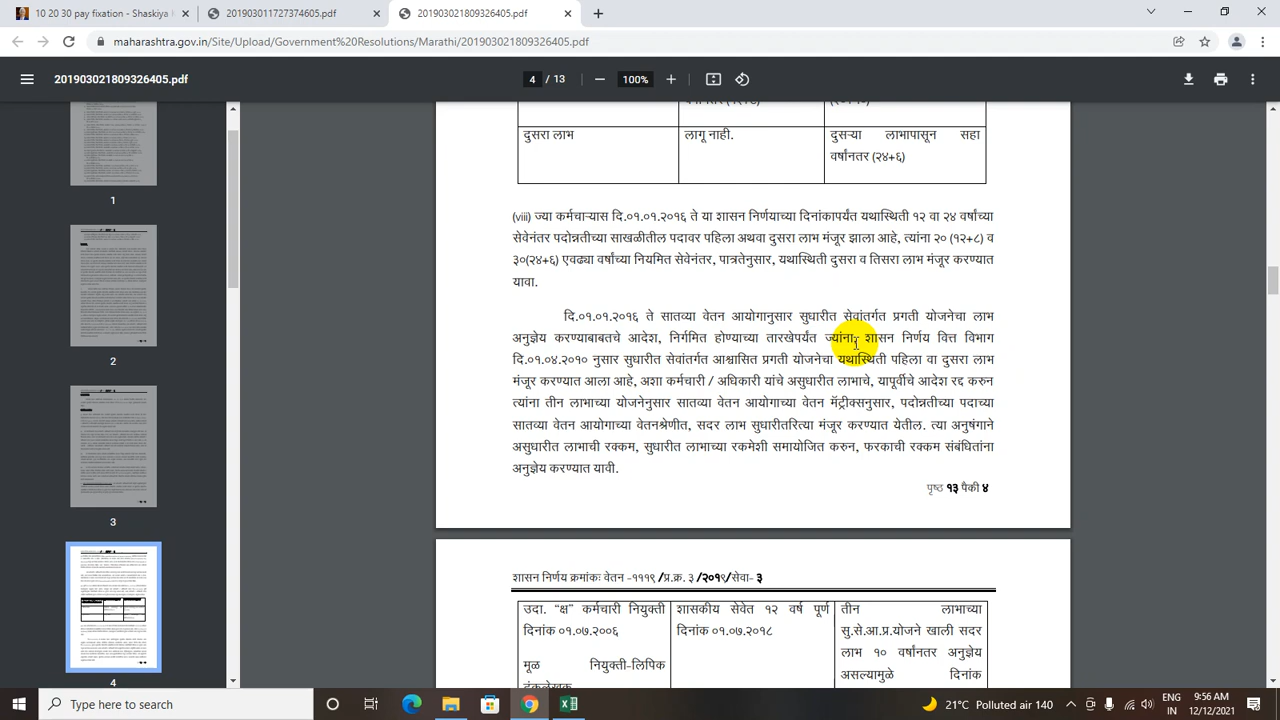 10 20 30 pay fixation - Shaskiya
201903011727374605.pdf
201903021809326405.pdf
maharashtra.gov.in/Site/Upload/Government%20Resolutions/Marathi/201903021809326405.pdf
201903021809326405.pdf
4 / 13
100%
दुसरा लाभ
लागू नाही.
दुसऱ्या लाभापासून सहा
वर्षांनतर (२४+६)
(viii) ज्या कर्मचाऱ्यास दि.०१.०१.२०१६ ते या शासन निर्णयाच्या दिनांकापर्यंत यथास्थिती १२ वा २४ वर्षांच्या
सेवेनंतर पदोन्नतीच्या साखळीतील पदावर पहिला अथवा दुसरा लाभ मंजूर झाला आहे, त्यांना २० (१२+८) व
३०(२४+६) एवढ्या वर्षांच्या नियमित सेवेनंतर, पात्रतेनुसार, यथास्थिती दुसरा व तिसरा लाभ मंजूर करण्यात
यावा.
दि.०१.०१.२०१६ ते सातव्या वेतन आयोगानुसार सुधारीत सेवांतर्गत प्रगती योजनेचा लाभ
अनुज्ञेय करण्याबाबतचे आदेश, निर्गमित होण्याच्या तारखेपर्यंत ज्यांना, शासन निर्णय वित्त विभाग
दि.०१.०४.२०१० नुसार सुधारीत सेवांतर्गत आश्वासित प्रगती योजनेचा यथास्थिती पहिला वा दुसरा लाभ
मंजूर करण्यात आला आहे, अशा कर्मचारी / अधिकारी यांचे असुधारीत लाभाचे, यापूर्वीचे आदेश रद्द करुन
त्यांना तीन लाभाच्या योजनेनुसार सातव्या वेतन आयोगाच्या वेतन मॅट्रीक्सनुसार, पदोन्नतीच्या पदाच्या
सातव्या वेतन आयोगाच्या वेतनश्रेणीत, सदर लाभ सुधारीतरित्या मंजूर करण्यात येतील. त्या अनुषंगाने
असुधारीत लाभाची रक्कम, सुधारीत लाभाच्या रकमेशी समायोजित करुन, फरकाची रक्कम संबंधितांना
अनुज्ञेय करण्यात यावी.
पृष्ठ १३ पैकी ४
शासन निर्णय क्रमांकः वेतन -१११९/प्र.क्र. ३ /२०१९/सेवा- ३
उदा. "क्ष" कर्मचारी नियुक्ती
शासकीय सेवेत १२ वर्ष पूर्ण
तीन लाभाच्या
दिनांक ०१.०७.२०१८
सु.से.आ.प्र.योजने खाली सदर
लाभ १० वर्षांनतर अनुज्ञेय
मूळ नियुक्ती-लिपिक
असल्यामुळे दिनांक
1
2
3
4
Type here to search
21°C Polluted air 140
ENG
IN
9:56 AM
12/12/2021